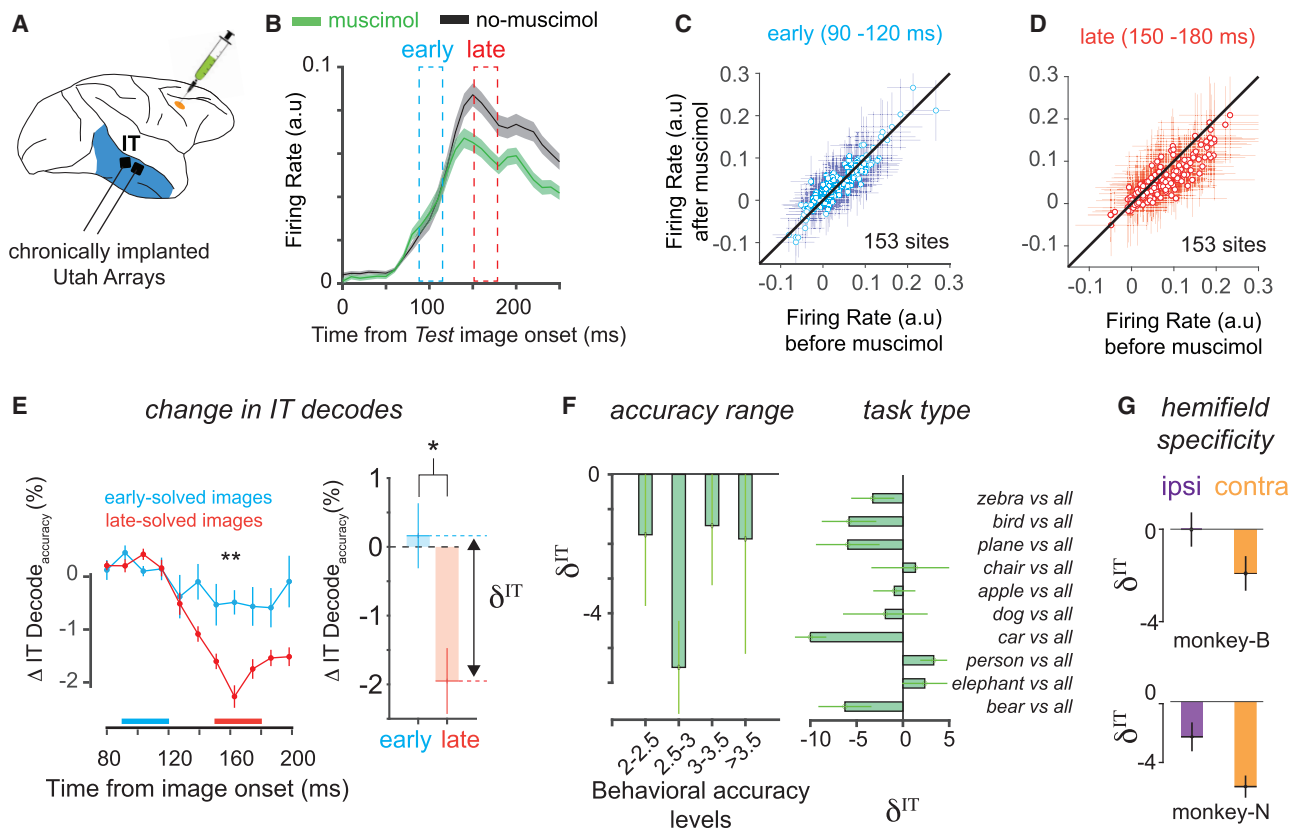 A
IT
chronically implanted
Utah Arrays
B
muscimol
no-muscimol
early
late
Firing Rate (a.u)
0.1
0
0
100
200
Time from Test image onset (ms)
C
early (90 -120 ms)
Firing Rate (a.u)
after muscimol
0.3
0.2
0.1
0
-0.1
153 sites
-0.1 0 0.1 0.2 0.3
Firing Rate (a.u)
before muscimol
D
late (150 -180 ms)
0.3
0.2
0.1
0
-0.1
153 sites
-0.1 0 0.1 0.2 0.3
Firing Rate (a.u)
before muscimol
E
change in IT decodes
early-solved images
late-solved images
**
Δ IT Decode accuracy (%)
0
-1
-2
80 120 160 200
Time from image onset (ms)
*
Δ IT Decode accuracy (%)
1
0
-1
-2
δIT
early late
F
accuracy range
δIT
0
-4
2-2.5
2.5-3
3-3.5
>3.5
Behavioral accuracy
levels
task type
zebra vs all
bird vs all
plane vs all
chair vs all
apple vs all
dog vs all
car vs all
person vs all
elephant vs all
bear vs all
-10 -5 0 5
δIT
G
hemifield
specificity
ipsi contra
δIT
0
-4
monkey-B
δIT
0
-4
monkey-N